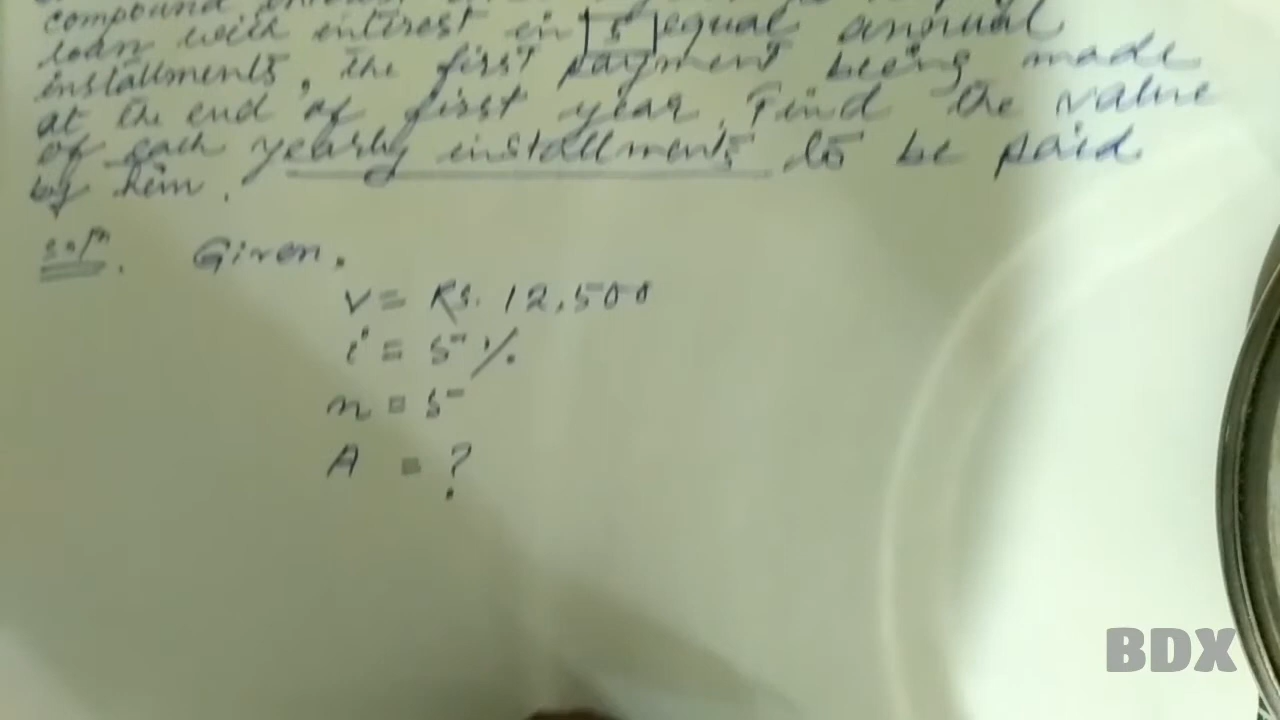 compound
loan with interest in 5 equal annual
installments, the first payment being made
at the end of first year. Find the value
of each yearly installments to be paid
by him.
Soln. Given,
V = Rs. 12,500
i = 5%
n = 5
A = ?
BDX